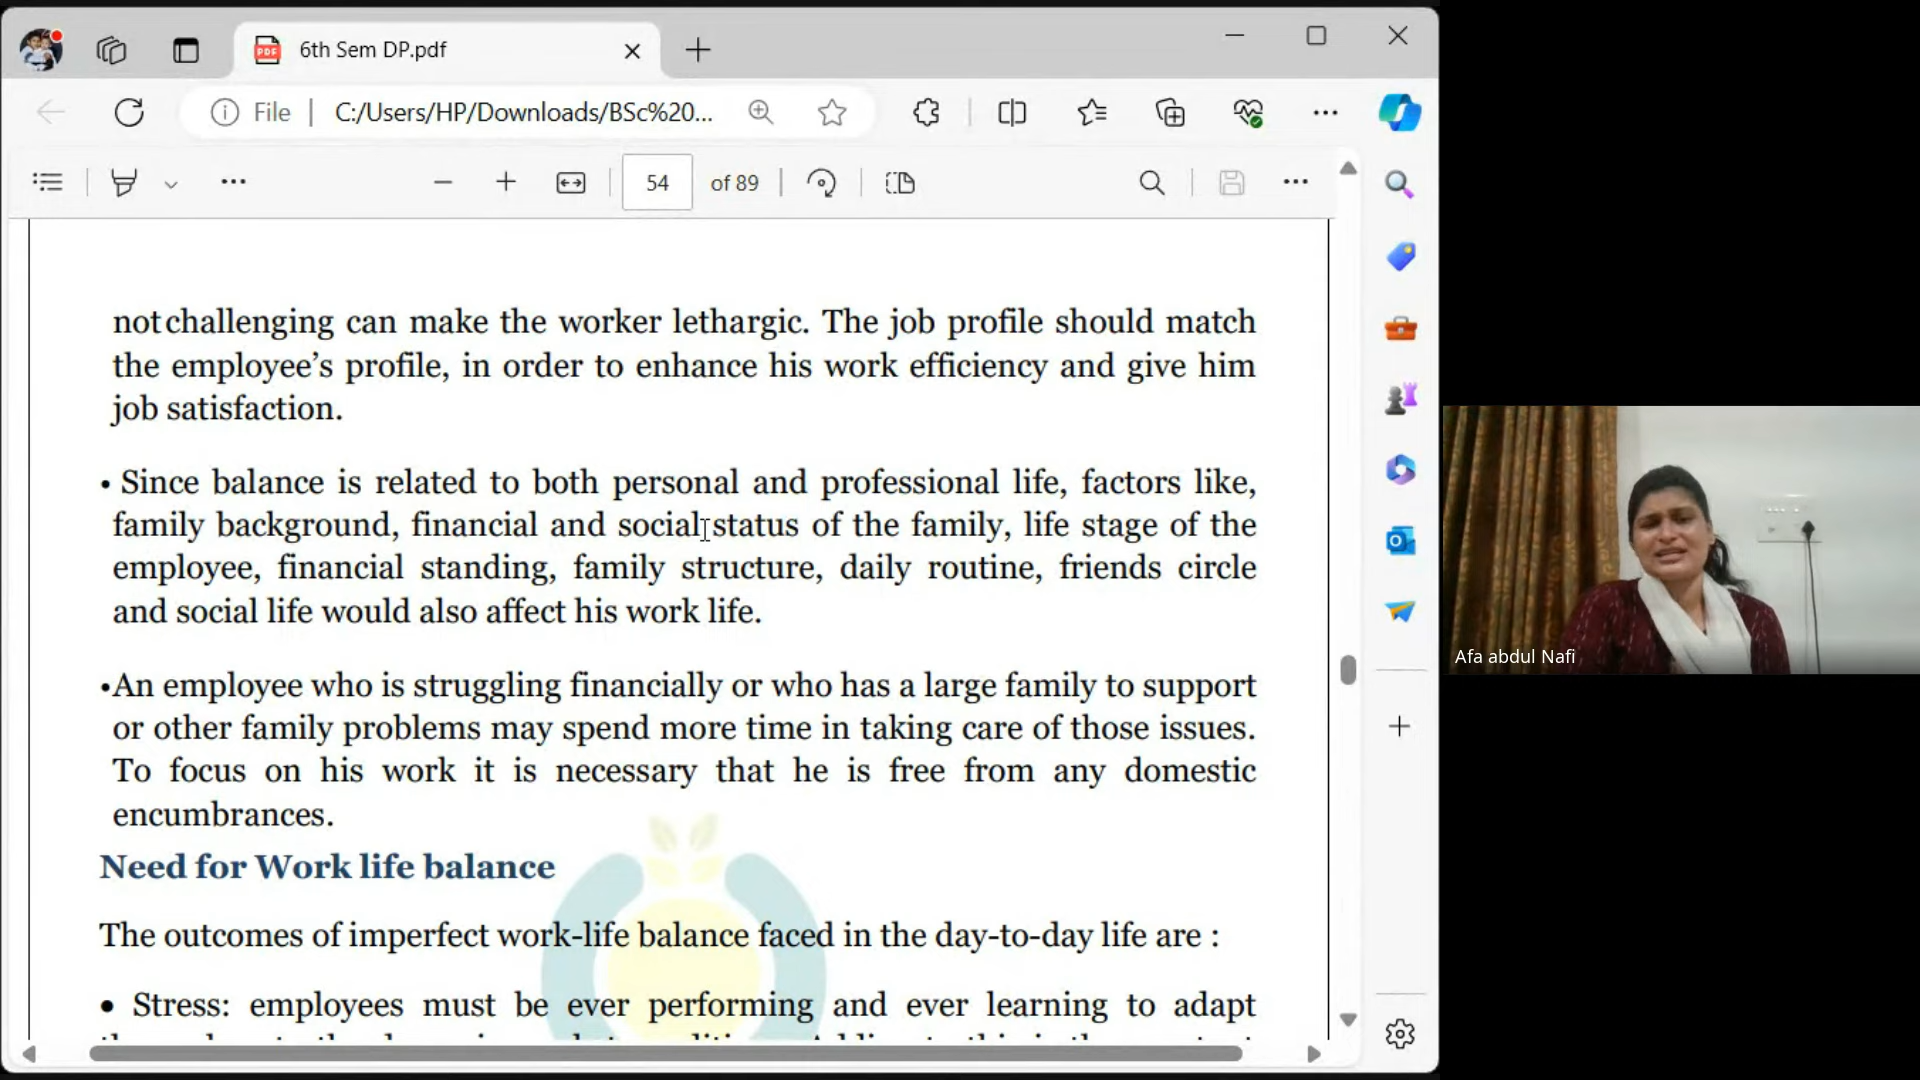 6th Sem DP.pdf
File
C:/Users/HP/Downloads/BSc%20...
54 of 89
not challenging can make the worker lethargic. The job profile should match
the employee’s profile, in order to enhance his work efficiency and give him
job satisfaction.
• Since balance is related to both personal and professional life, factors like,
family background, financial and social status of the family, life stage of the
employee, financial standing, family structure, daily routine, friends circle
and social life would also affect his work life.
•An employee who is struggling financially or who has a large family to support
or other family problems may spend more time in taking care of those issues.
To focus on his work it is necessary that he is free from any domestic
encumbrances.
Need for Work life balance
The outcomes of imperfect work-life balance faced in the day-to-day life are :
• Stress: employees must be ever performing and ever learning to adapt
Afa abdul Nafi